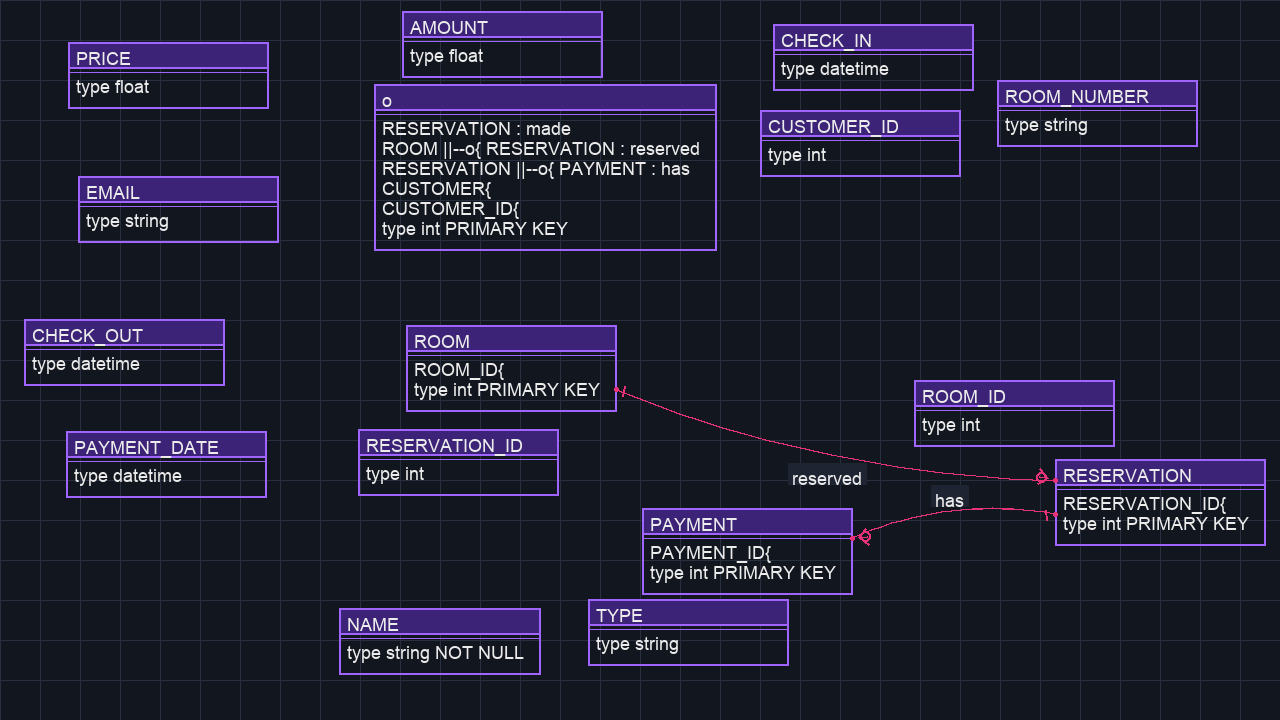 AMOUNT
type float
CHECK_IN
type datetime
PRICE
type float
ROOM_NUMBER
type string
o
RESERVATION : made
ROOM ||--o{ RESERVATION : reserved
RESERVATION ||--o{ PAYMENT : has
CUSTOMER{
CUSTOMER_ID{
type int PRIMARY KEY
CUSTOMER_ID
type int
EMAIL
type string
CHECK_OUT
type datetime
ROOM
ROOM_ID{
type int PRIMARY KEY
ROOM_ID
type int
PAYMENT_DATE
type datetime
RESERVATION_ID
type int
reserved
RESERVATION
RESERVATION_ID{
type int PRIMARY KEY
has
PAYMENT
PAYMENT_ID{
type int PRIMARY KEY
NAME
type string NOT NULL
TYPE
type string